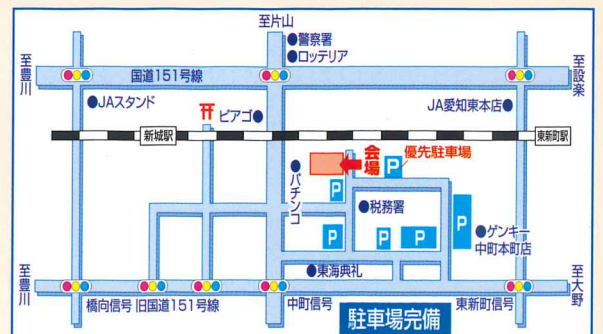 至片山
警察署
ロッテリア
至豊川
国道151号線
至設楽
JAスタンド
ピアゴ
JA愛知東本店
新城駅
東新町駅
会場
優先駐車場
P
パチンコ
P
税務署
P
P
P
P
ゲンキー
中町本町店
東海典礼
至豊川
橋向信号
旧国道151号線
中町信号
東新町信号
至大野
駐車場完備